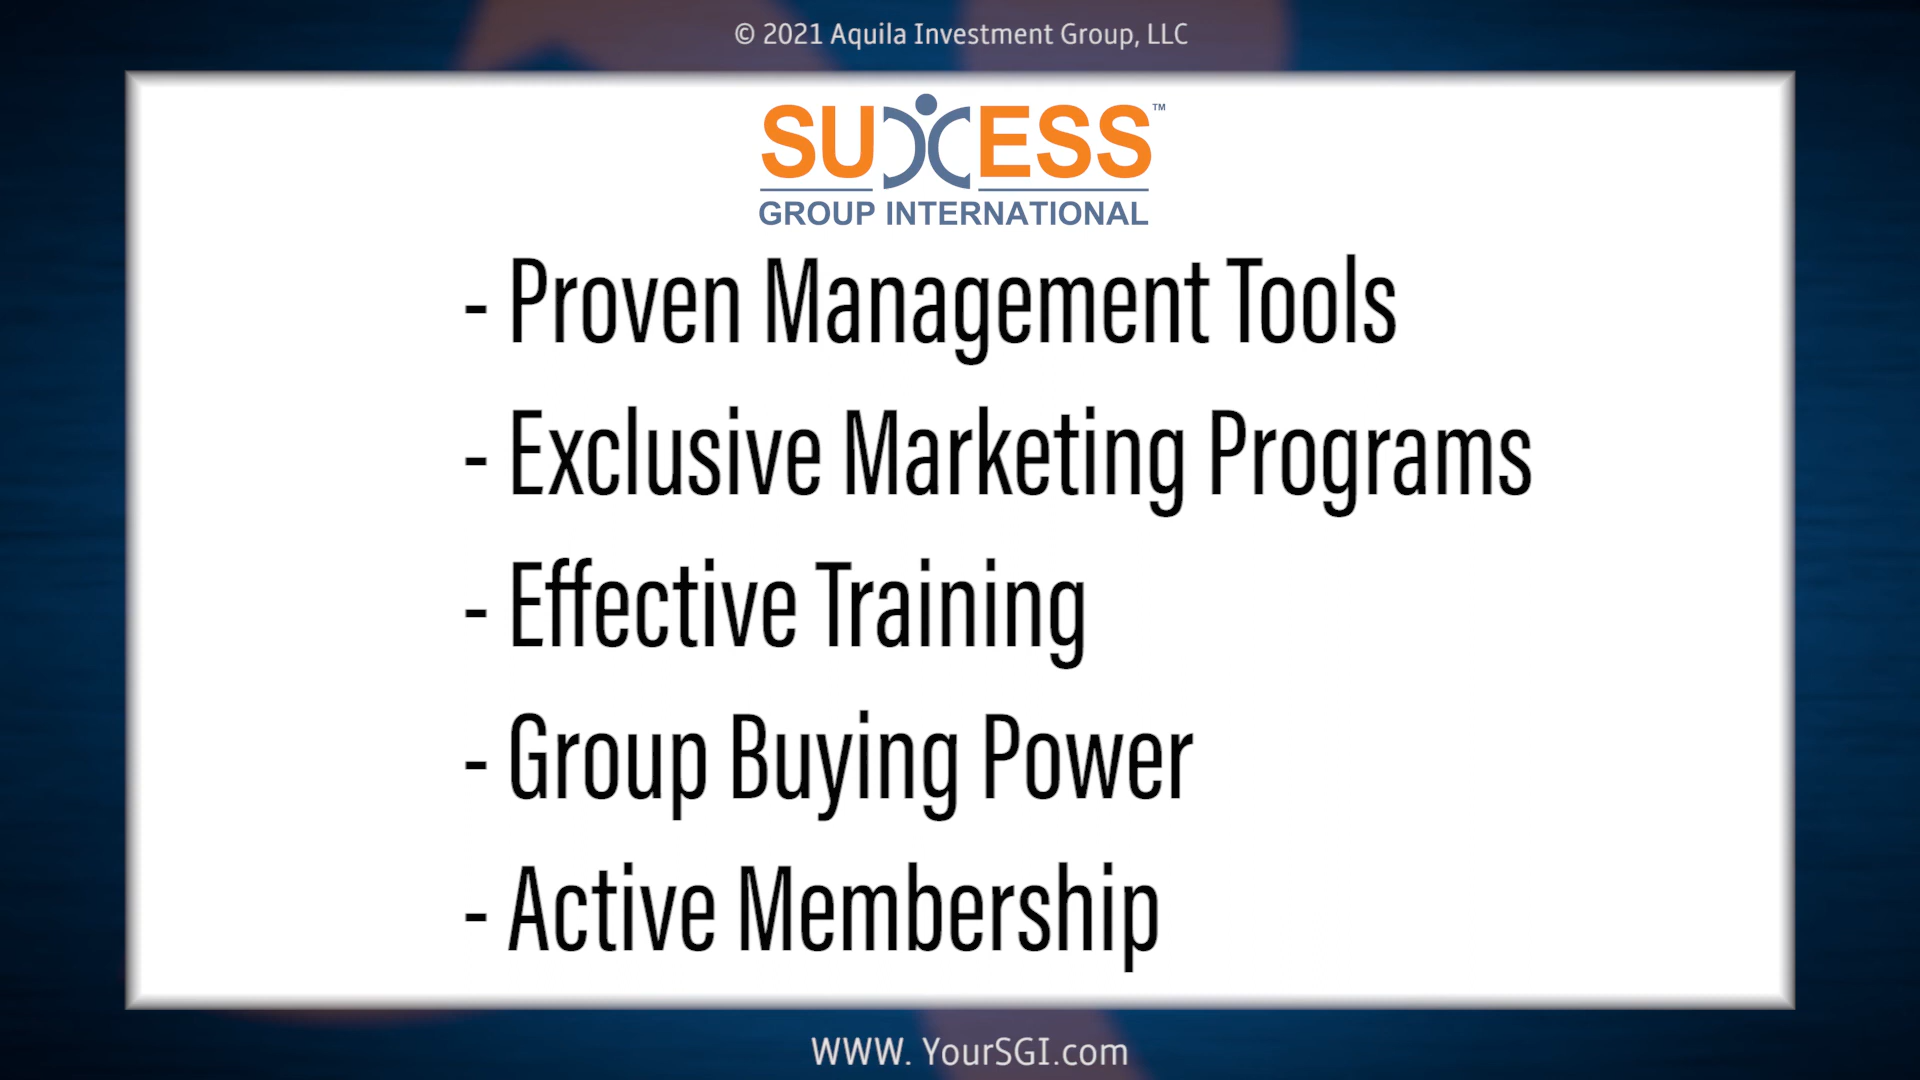 © 2021 Aquila Investment Group, LLC
SUCCESS™
GROUP INTERNATIONAL
- Proven Management Tools
- Exclusive Marketing Programs
- Effective Training
- Group Buying Power
- Active Membership
WWW. YourSGI.com